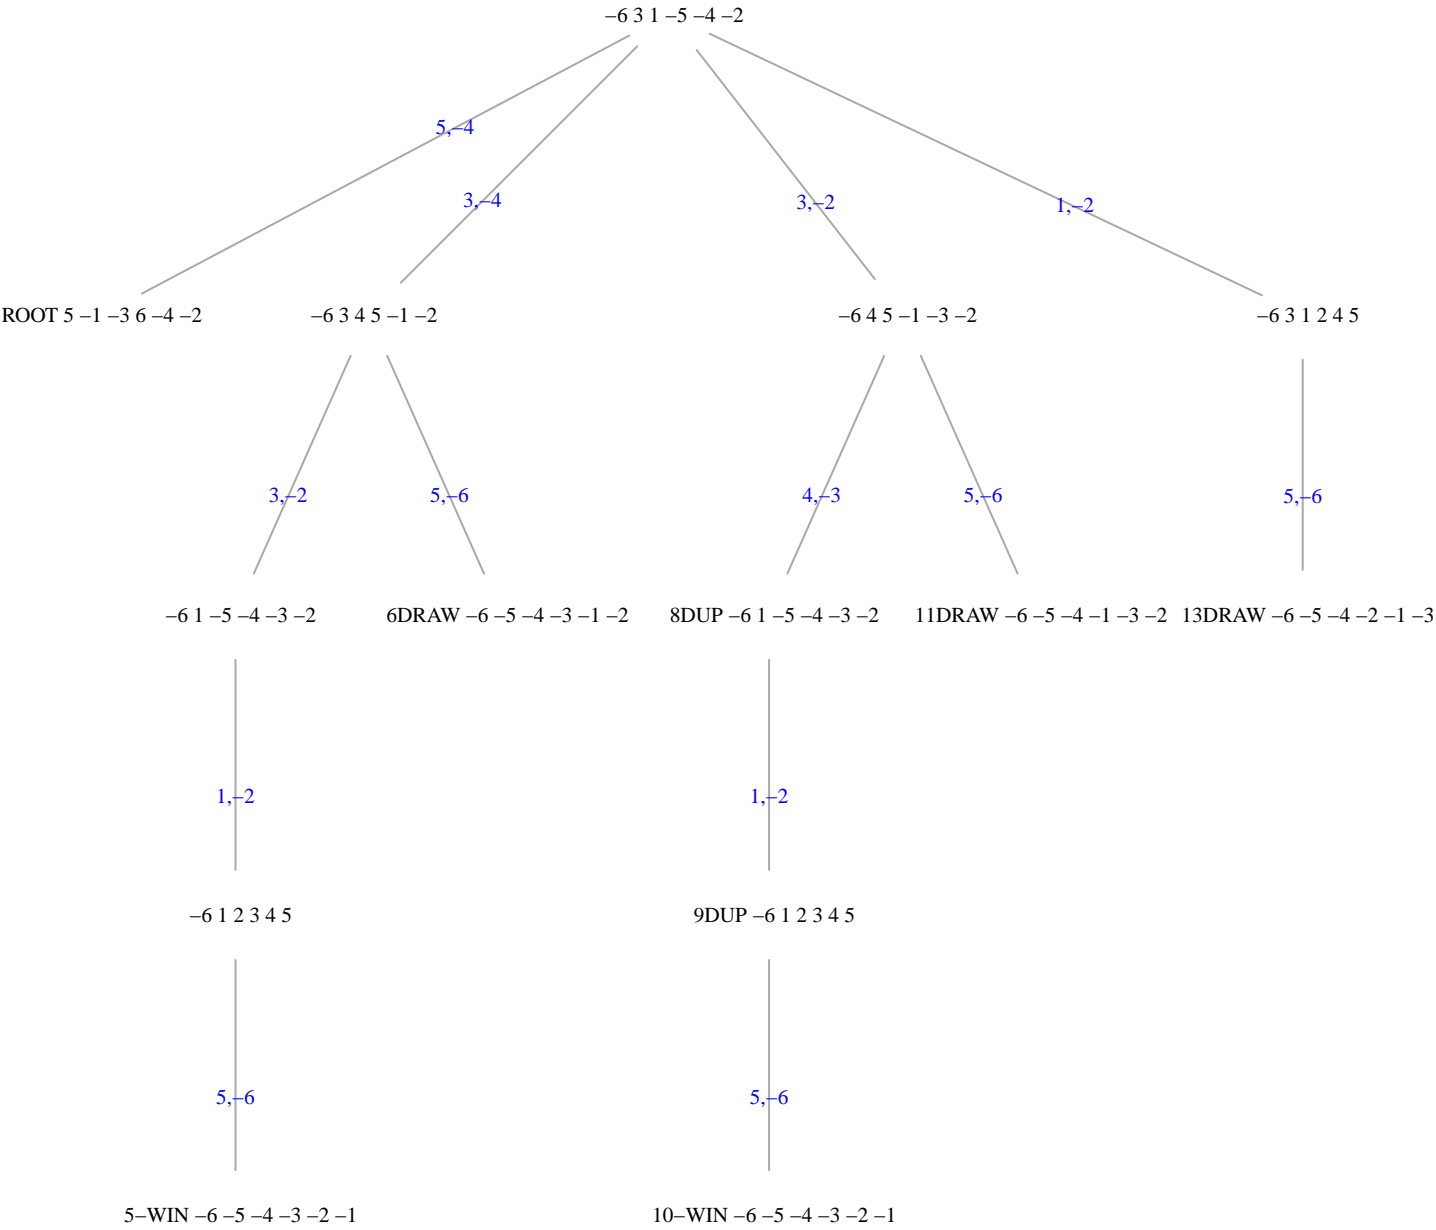 −6 3 1 −5 −4 −2
5,−4
3,−4
3,−2
1,−2
ROOT 5 −1 −3 6 −4 −2
−6 3 4 5 −1 −2
−6 4 5 −1 −3 −2
−6 3 1 2 4 5
3,−2
5,−6
4,−3
5,−6
5,−6
−6 1 −5 −4 −3 −2
6DRAW −6 −5 −4 −3 −1 −2
8DUP −6 1 −5 −4 −3 −2
11DRAW −6 −5 −4 −1 −3 −2
13DRAW −6 −5 −4 −2 −1 −3
1,−2
1,−2
−6 1 2 3 4 5
9DUP −6 1 2 3 4 5
5,−6
5,−6
5−WIN −6 −5 −4 −3 −2 −1
10−WIN −6 −5 −4 −3 −2 −1